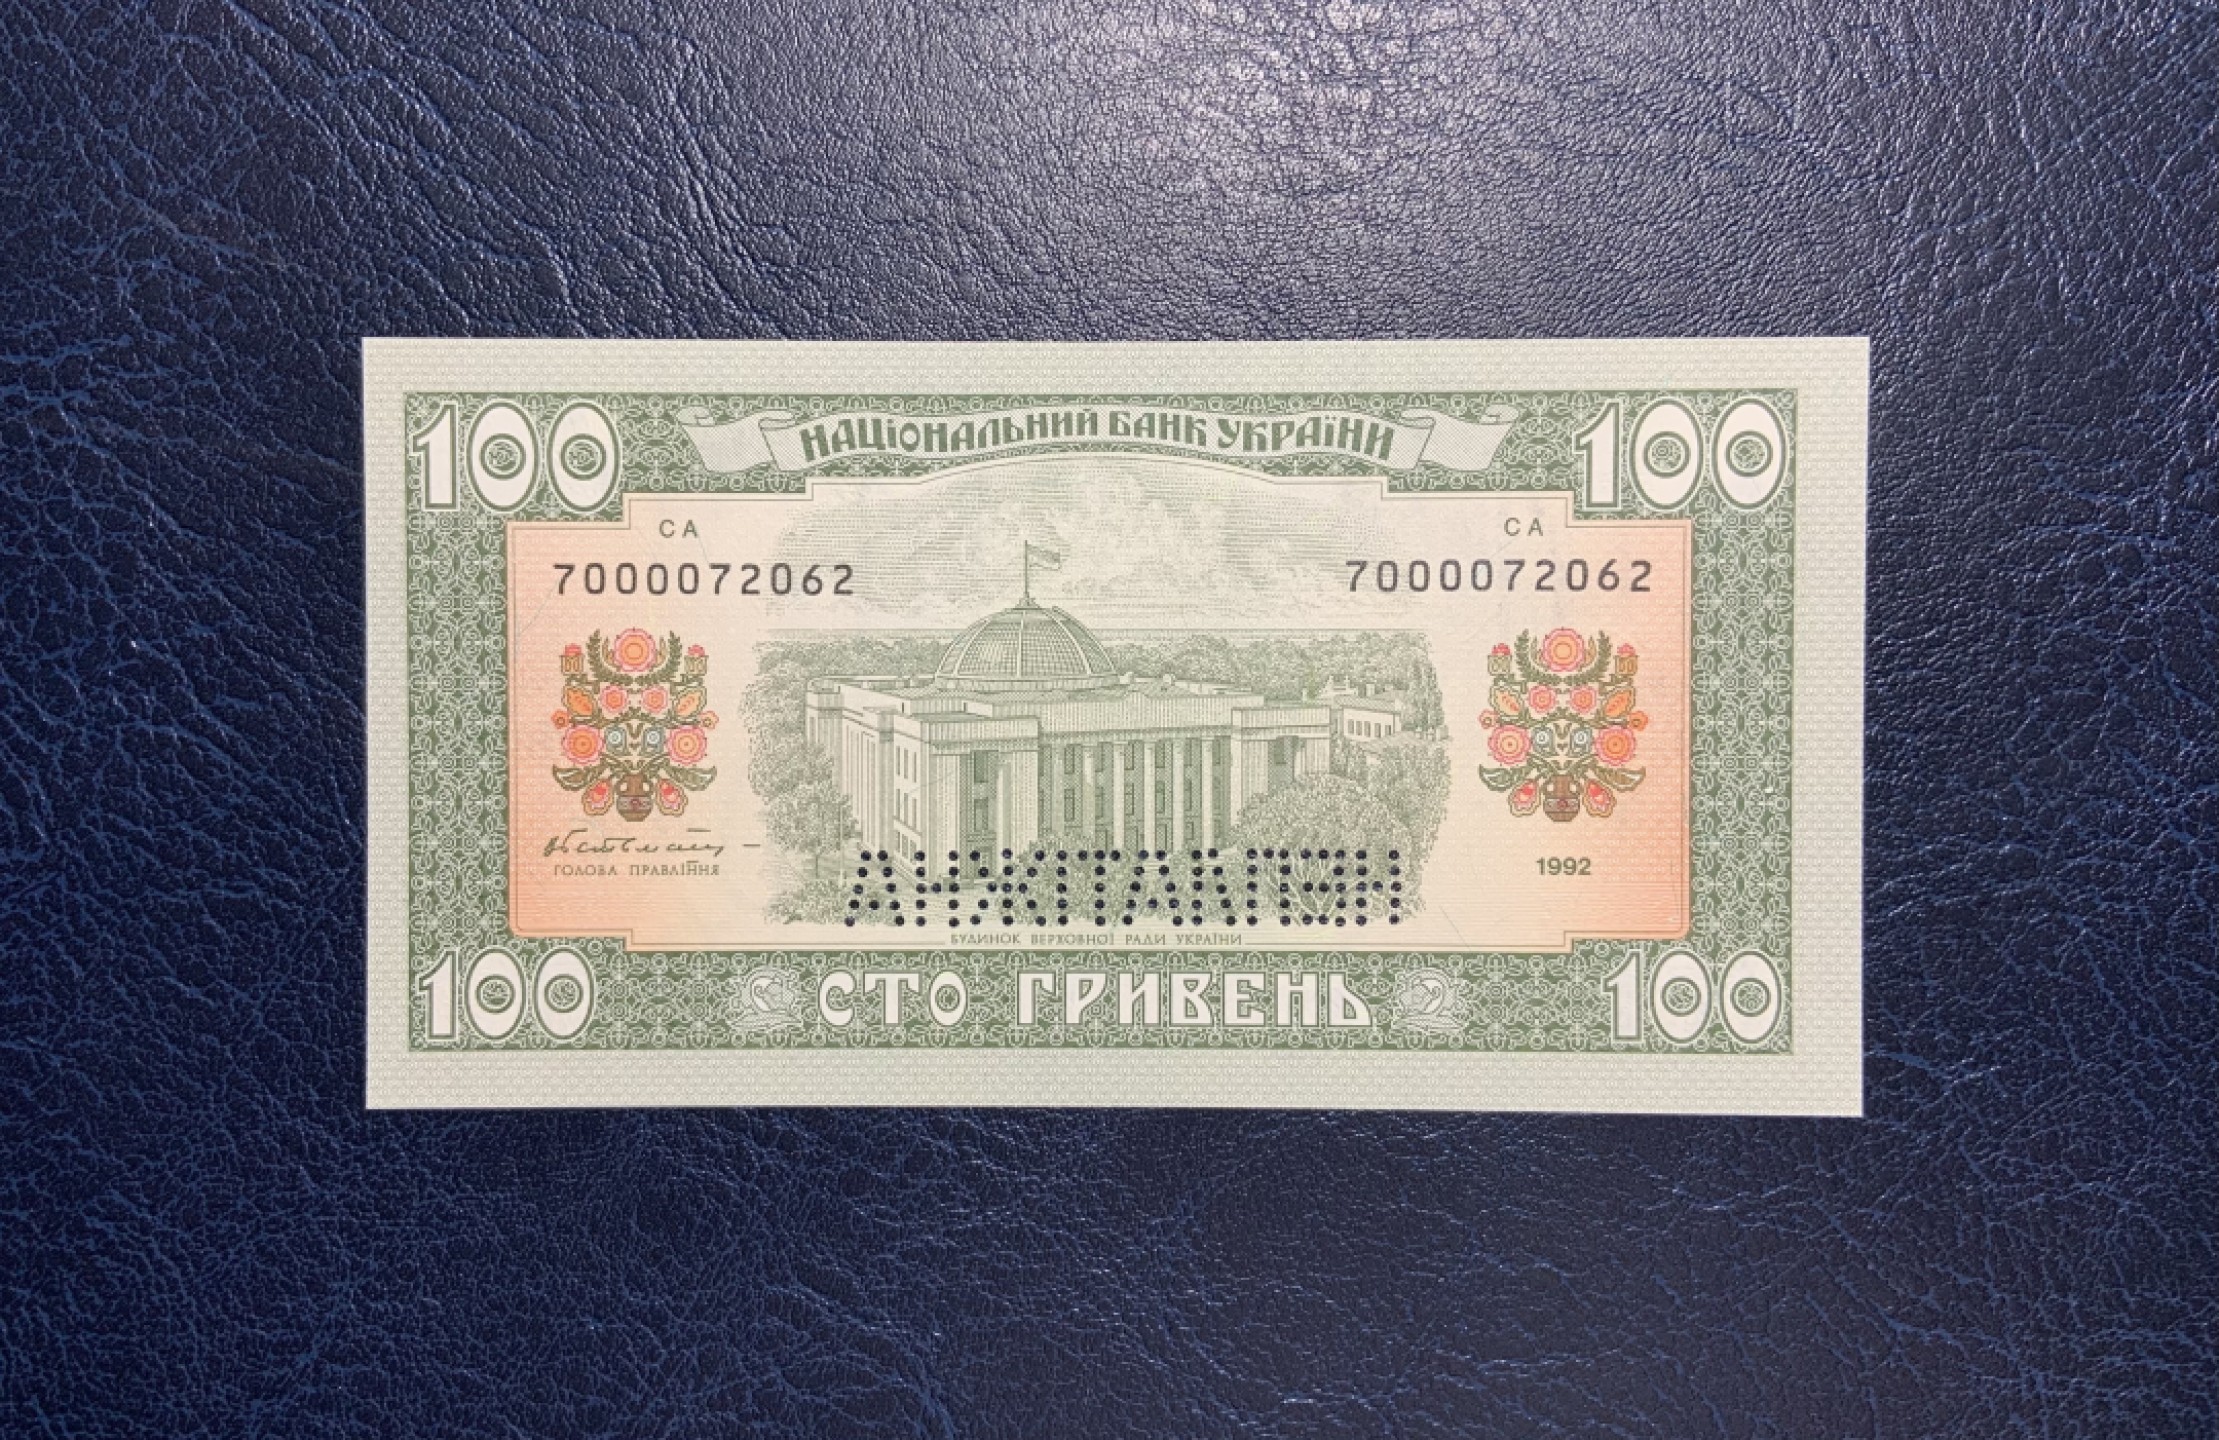 100 НАЦІОНАЛЬНИЙ БАНК УКРАЇНИ 100
СА СА
7000072062 7000072062
ГОЛОВА ПРАВЛІННЯ 1992
НЕПЛАТІЖНА
БУДИНОК ВЕРХОВНОЇ РАДИ УКРАЇНИ
100 СТО ГРИВЕНЬ 100